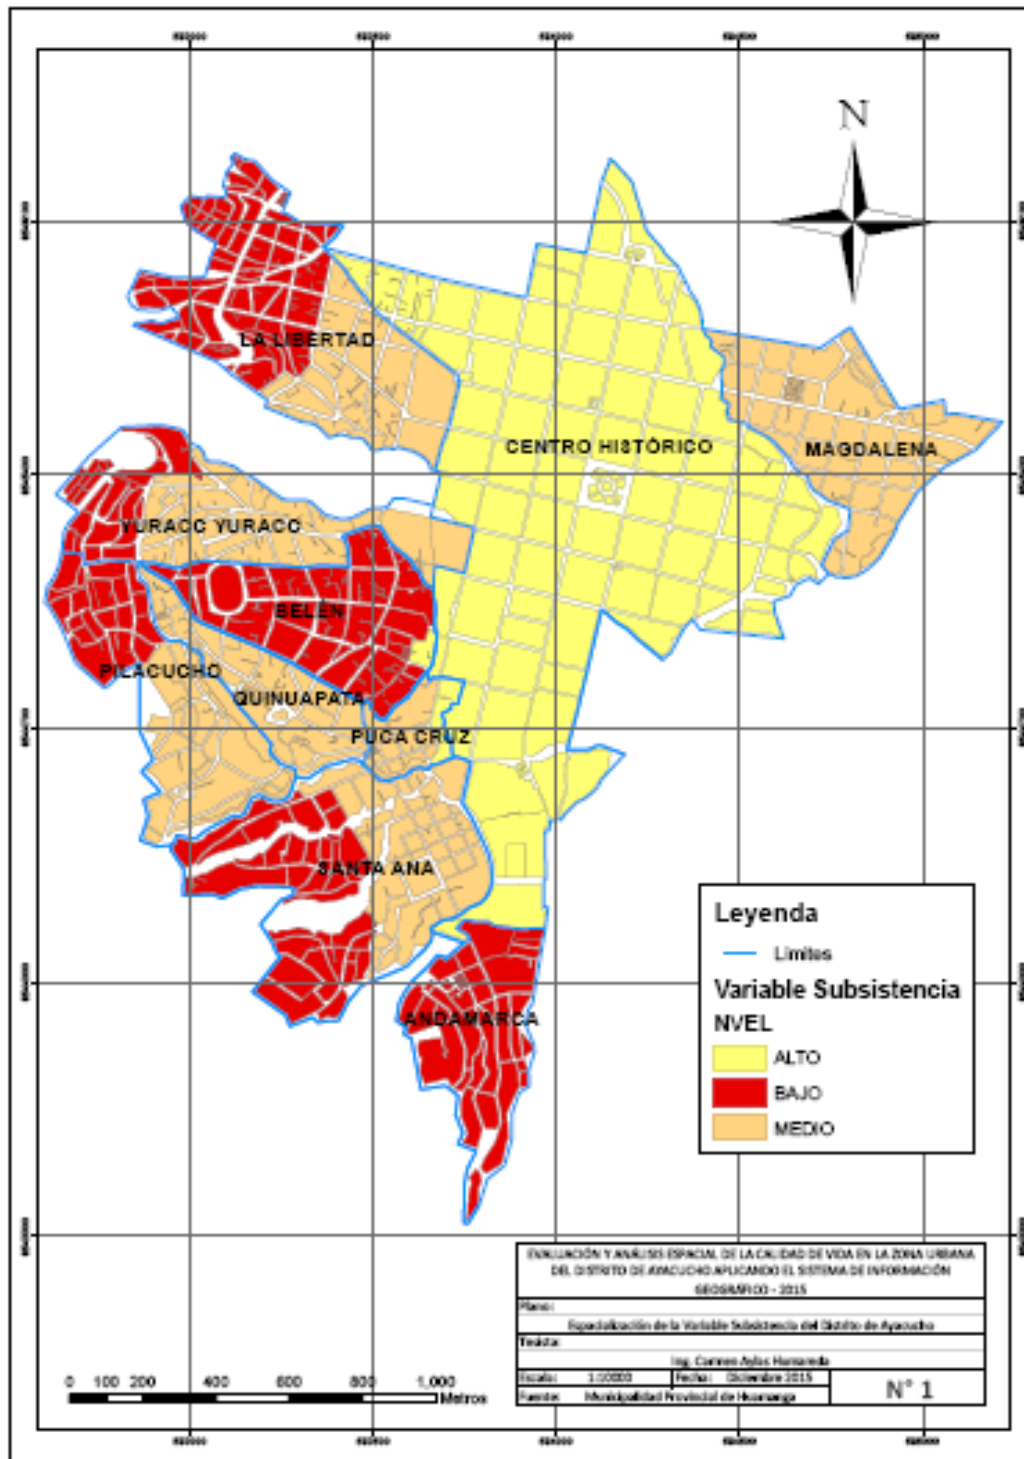 N
LA LIBERTAD
CENTRO HISTÓRICO
MAGDALENA
YURACC YURACC
BELÉN
PILACUCHO
QUINUAPATA
PUCA CRUZ
SANTA ANA
ANDAMARCA
Leyenda
Limites
Variable Subsistencia
NVEL
ALTO
BAJO
MEDIO
EVALUACIÓN Y ANÁLISIS ESPACIAL DE LA CALIDAD DE VIDA EN LA ZONA URBANA
DEL DISTRITO DE AYACUCHO APLICANDO EL SISTEMA DE INFORMACIÓN
GEOGRÁFICO - 2015
Plano:
Espacialización de la Variable Subsistencia del Distrito de Ayacucho
Tesista:
Ing. Carmen Aylas
Escala: 1:10000 Fecha: Diciembre 2015
Fuente: Municipalidad Provincial de Huamanga
N° 1
0 100 200 400 600 800 1,000
Metros